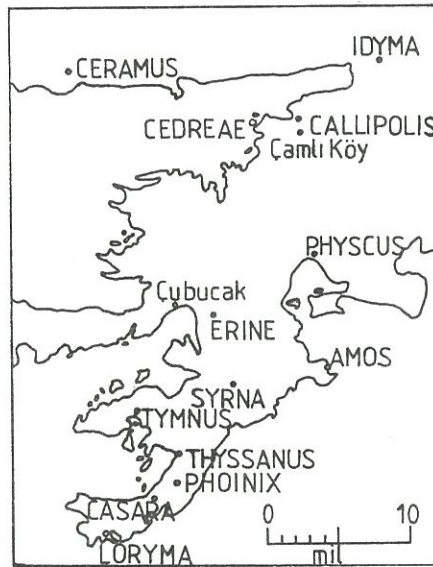 IDYMA
CERAMUS
CEDREAE
CALLIPOLIS
Çamlı Köy
PHYSCUS
Çubucak
ERINE
AMOS
SYRNA
TYMNUS
THYSSANUS
PHOINIX
CASARA
LORYMA
0 10
mil